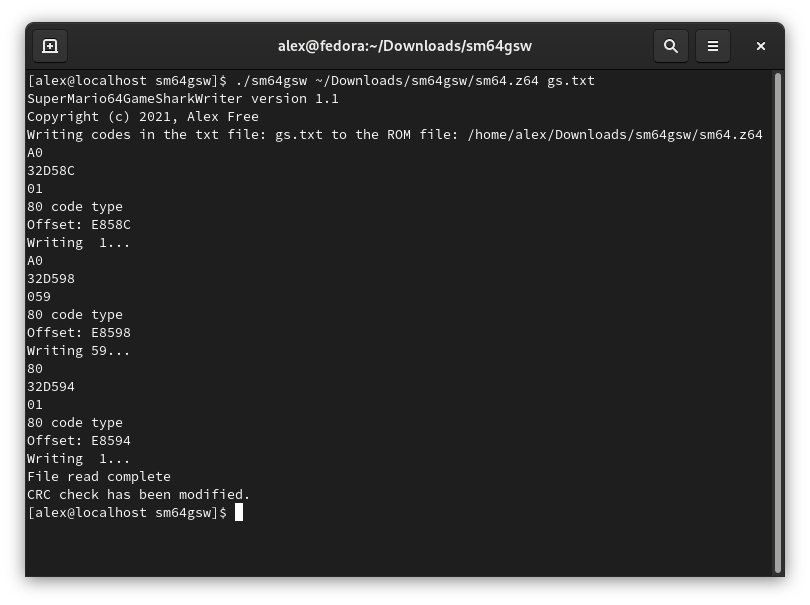 alex@fedora:~/Downloads/sm64gsw
[alex@localhost sm64gsw]$ ./sm64gsw ~/Downloads/sm64gsw/sm64.z64 gs.txt
SuperMario64GameSharkWriter version 1.1
Copyright (c) 2021, Alex Free
Writing codes in the txt file: gs.txt to the ROM file: /home/alex/Downloads/sm64gsw/sm64.z64
A0
32D58C
01
80 code type
Offset: E858C
Writing  1...
A0
32D598
059
80 code type
Offset: E8598
Writing 59...
80
32D594
01
80 code type
Offset: E8594
Writing  1...
File read complete
CRC check has been modified.
[alex@localhost sm64gsw]$